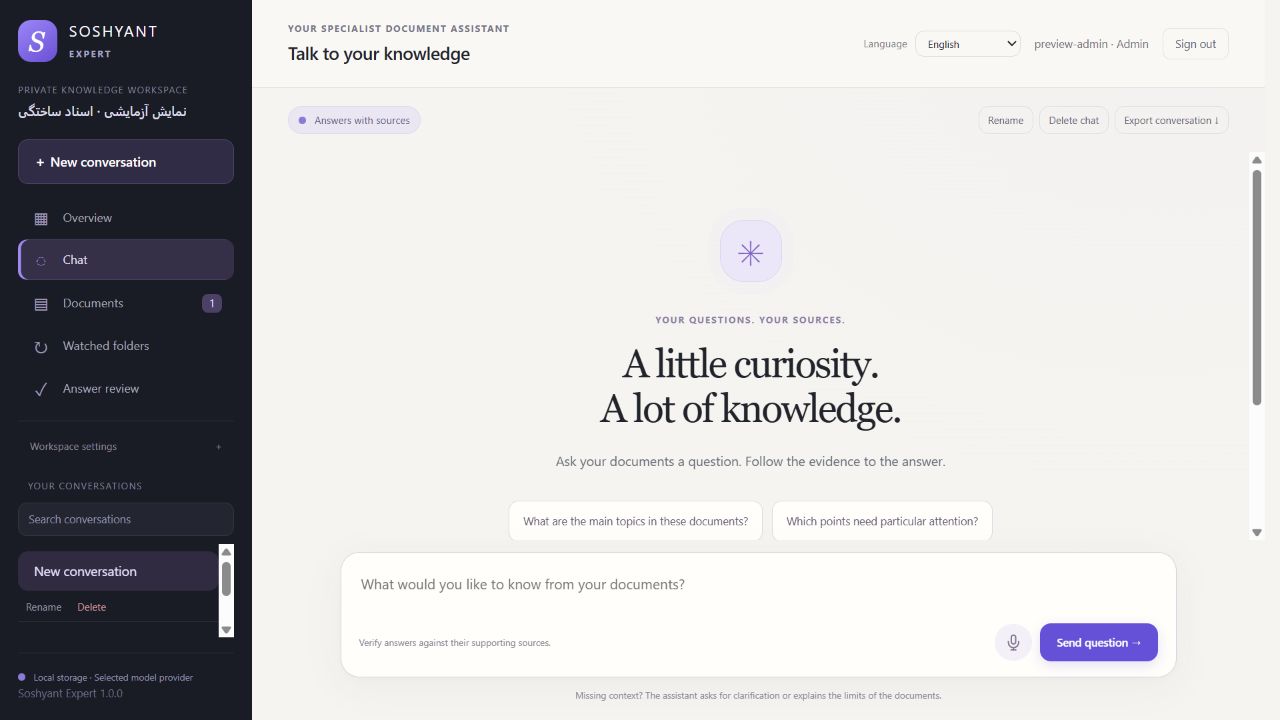 S
SOSHYANT
EXPERT
PRIVATE KNOWLEDGE WORKSPACE
نمایش آزمایشی · اسناد ساختگی
+ New conversation
Overview
Chat
Documents 1
Watched folders
Answer review
Workspace settings +
YOUR CONVERSATIONS
Search conversations
New conversation
Rename Delete
Local storage · Selected model provider
Soshyant Expert 1.0.0
YOUR SPECIALIST DOCUMENT ASSISTANT
Talk to your knowledge
Language English preview-admin · Admin Sign out
Answers with sources
Rename Delete chat Export conversation ↓
YOUR QUESTIONS. YOUR SOURCES.
A little curiosity.
A lot of knowledge.
Ask your documents a question. Follow the evidence to the answer.
What are the main topics in these documents? Which points need particular attention?
What would you like to know from your documents?
Verify answers against their supporting sources.
Send question →
Missing context? The assistant asks for clarification or explains the limits of the documents.